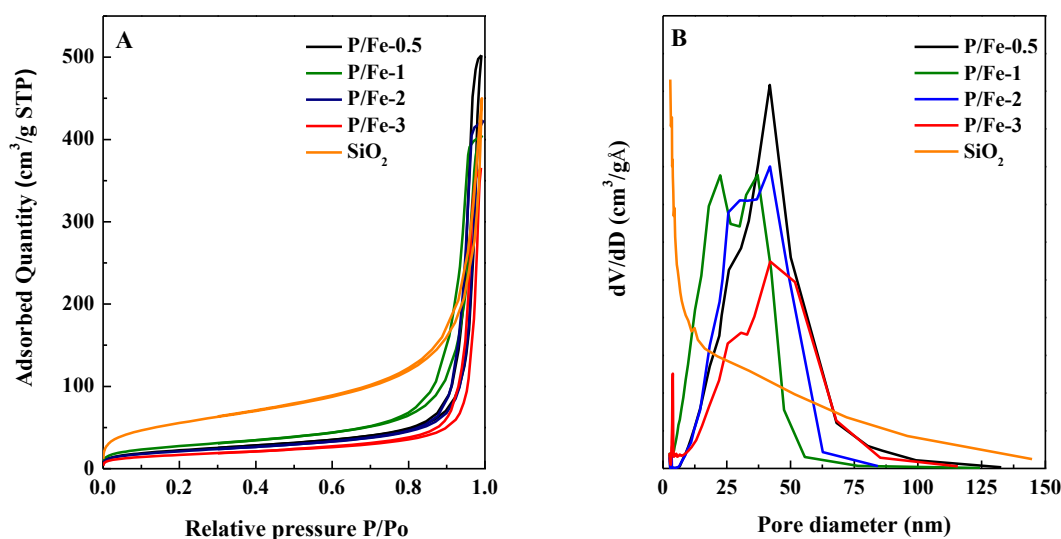 A
P/Fe-0.5
P/Fe-1
P/Fe-2
P/Fe-3
SiO₂
500
400
300
200
100
0
0.0
0.2
0.4
0.6
0.8
1.0
Adsorbed Quantity (cm³/g STP)
Relative pressure P/Po
B
P/Fe-0.5
P/Fe-1
P/Fe-2
P/Fe-3
SiO₂
dV/dD (cm³/gÅ)
0
25
50
75
100
125
150
Pore diameter (nm)